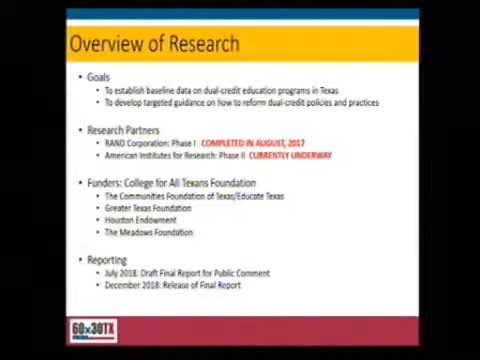 Overview of Research
• Goals
• To establish baseline data on dual-credit education programs in Texas
• To develop targeted guidance on how to reform dual-credit policies and practices
• Research Partners
• RAND Corporation: Phase I COMPLETED IN AUGUST, 2017
• American Institutes for Research: Phase II CURRENTLY UNDERWAY
• Funders: College for All Texans Foundation
• The Communities Foundation of Texas/Educate Texas
• Greater Texas Foundation
• Houston Endowment
• The Meadows Foundation
• Reporting
• July 2018: Draft Final Report for Public Comment
• December 2018: Release of Final Report
60x30TX